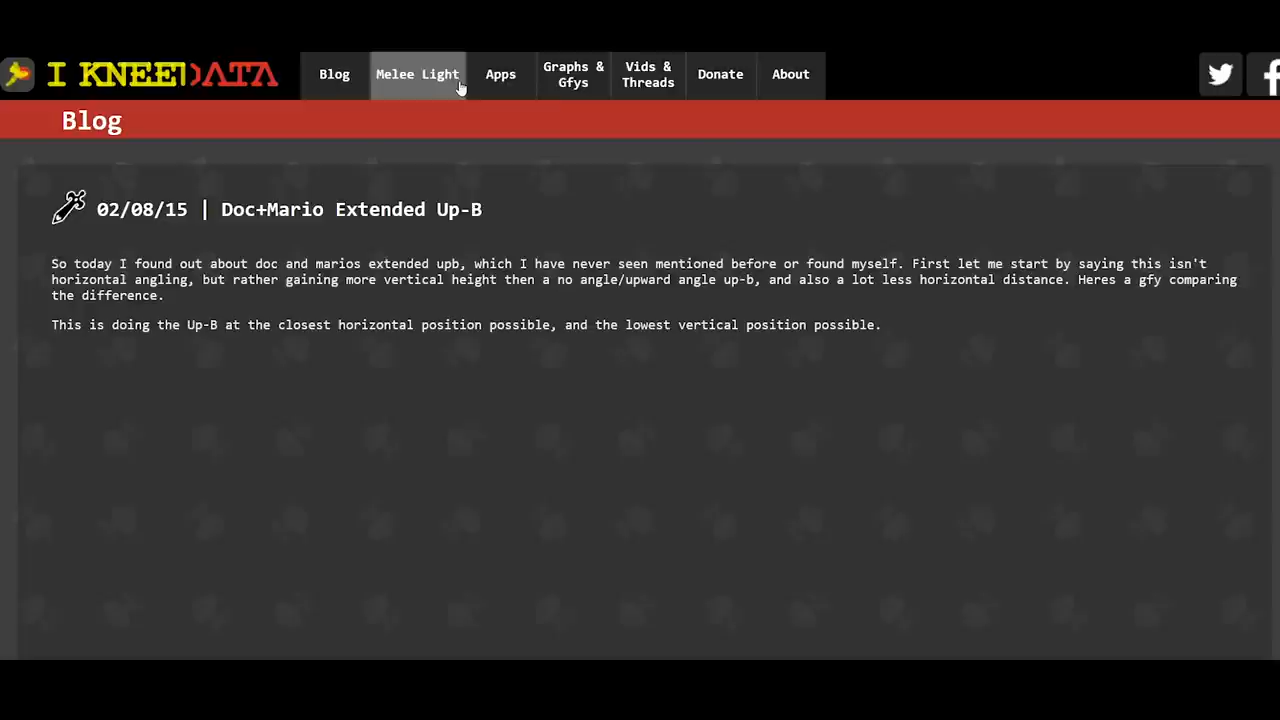 I KNEE DATA
Blog
Melee Light
Apps
Graphs &
Gfys
Vids &
Threads
Donate
About
Blog
02/08/15 | Doc+Mario Extended Up-B
So today I found out about doc and marios extended upb, which I have never seen mentioned before or found myself. First let me start by saying this isn't
horizontal angling, but rather gaining more vertical height then a no angle/upward angle up-b, and also a lot less horizontal distance. Heres a gfy comparing
the difference.
This is doing the Up-B at the closest horizontal position possible, and the lowest vertical position possible.